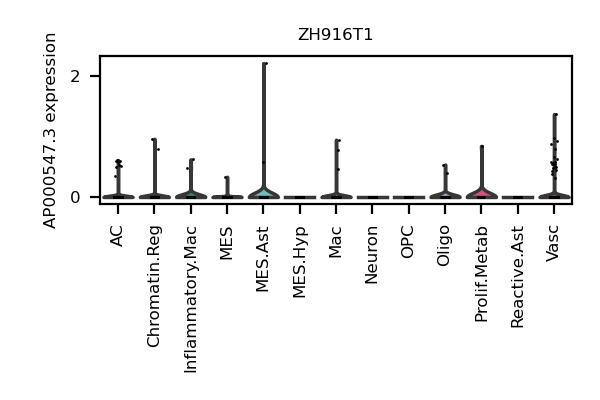 ZH916T1
AP000547.3 expression
2
0
AC
Chromatin.Reg
Inflammatory.Mac
MES
MES.Ast
MES.Hyp
Mac
Neuron
OPC
Oligo
Prolif.Metab
Reactive.Ast
Vasc